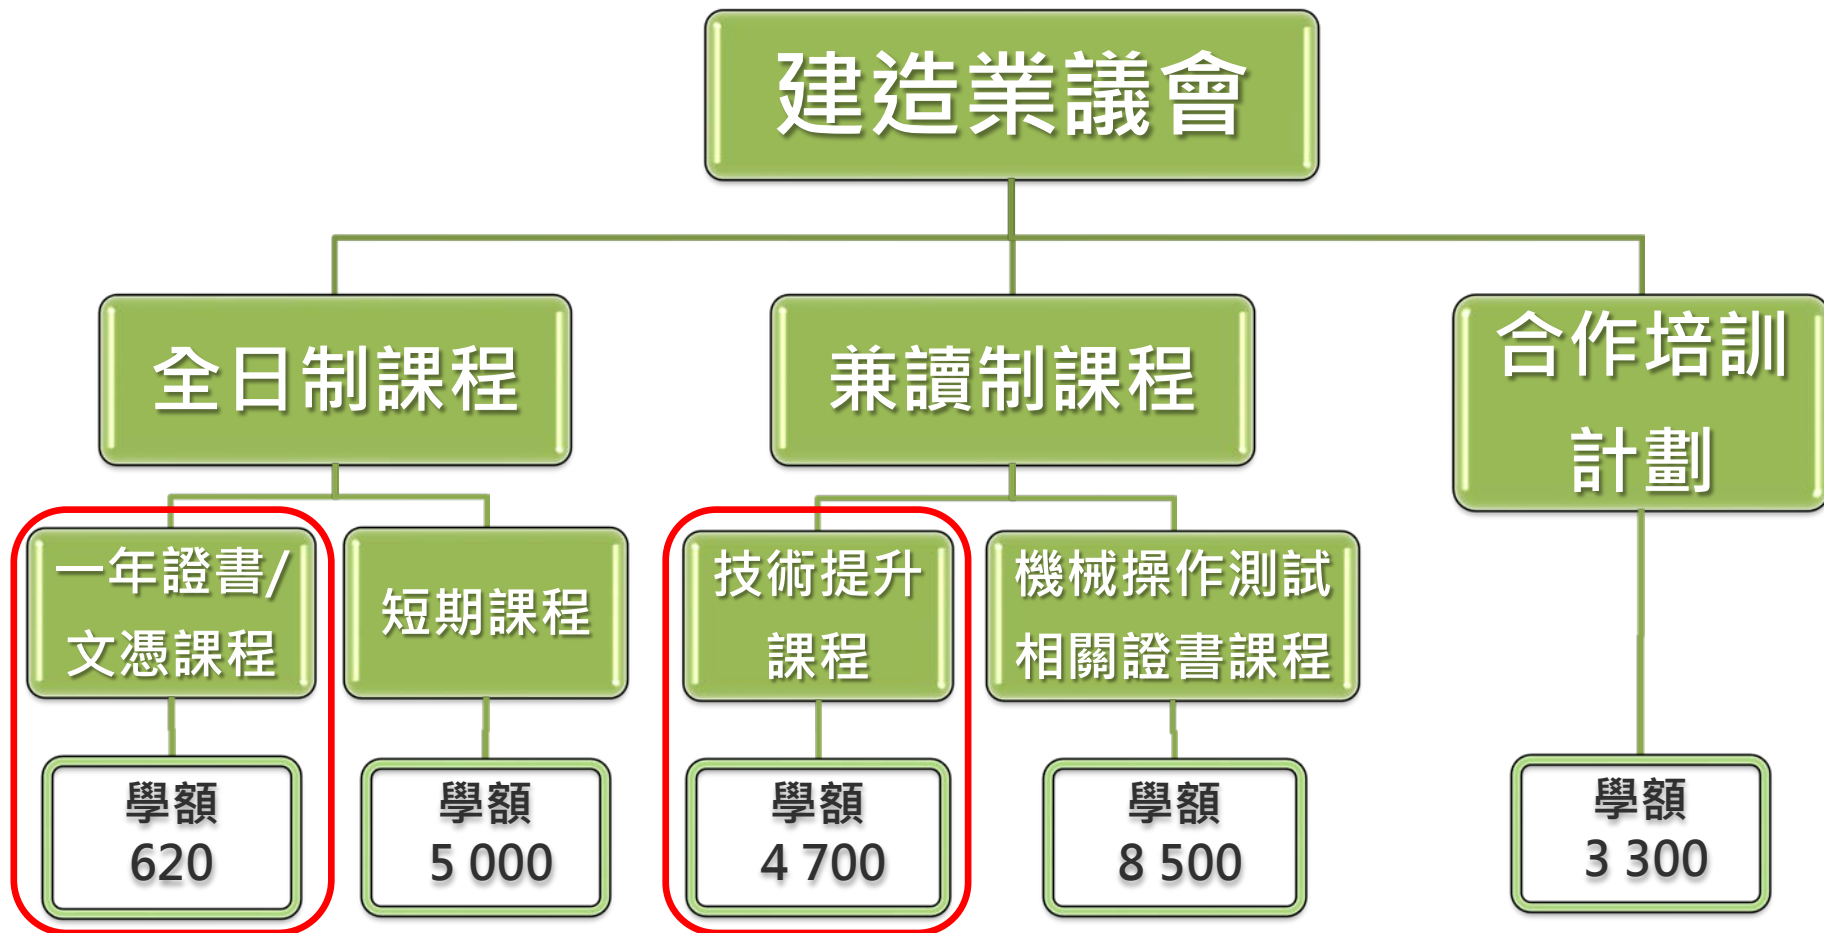 建造業議會
全日制課程
兼讀制課程
合作培訓
計劃
一年證書/
文憑課程
短期課程
技術提升
課程
機械操作測試
相關證書課程
學額
620
學額
5 000
學額
4 700
學額
8 500
學額
3 300